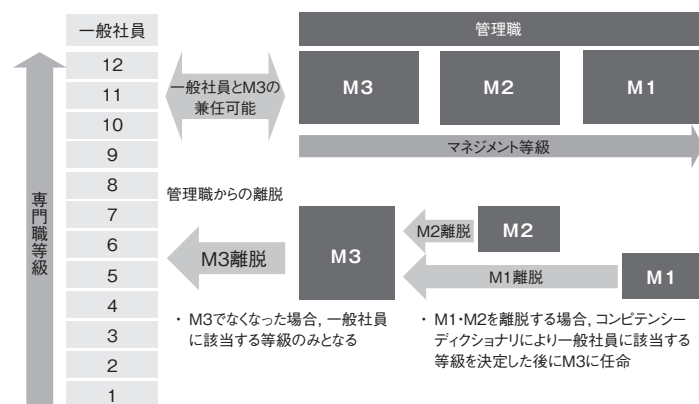 一般社員
12
11
10
9
8
7
6
5
4
3
2
1
専門職等級
一般社員とM3の
兼任可能
管理職
M3
M2
M1
マネジメント等級
管理職からの離脱
M3離脱
M3
M2離脱
M2
M1離脱
M1
・ M3でなくなった場合, 一般社員
に該当する等級のみとなる
・ M1・M2を離脱する場合, コンピテンシー
ディクショナリにより一般社員に該当する
等級を決定した後にM3に任命